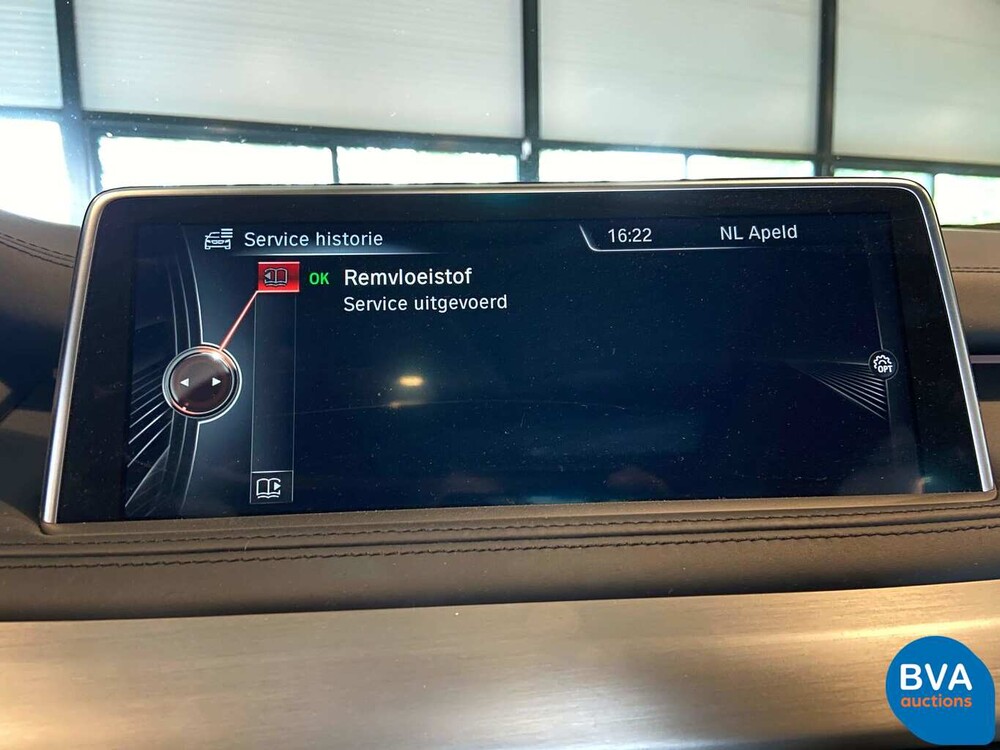 Service historie
16:22
NL Apeld
OK Remvloeistof
Service uitgevoerd
OPT
BVA
auctions